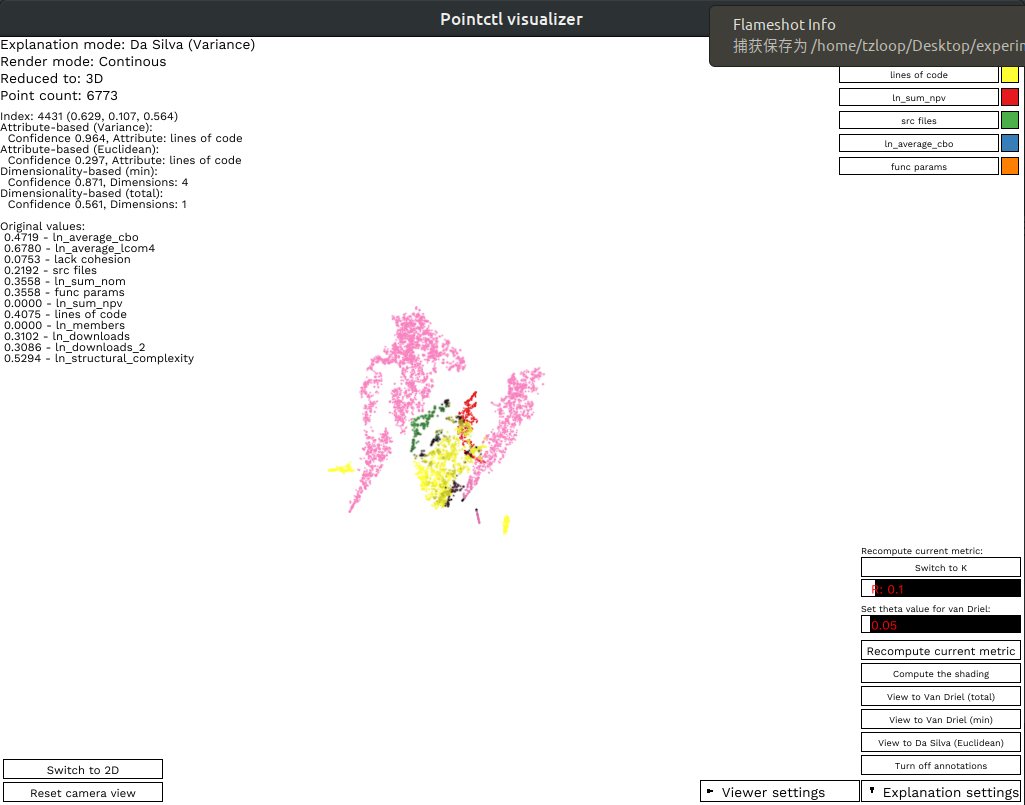 Pointctl visualizer
Flameshot Info
捕获保存为 /home/tzloop/Desktop/experim
Explanation mode: Da Silva (Variance)
Render mode: Continous
Reduced to: 3D
Point count: 6773
Index: 4431 (0.629, 0.107, 0.564)
Attribute-based (Variance):
Confidence 0.964, Attribute: lines of code
Attribute-based (Euclidean):
Confidence 0.297, Attribute: lines of code
Dimensionality-based (min):
Confidence 0.871, Dimensions: 4
Dimensionality-based (total):
Confidence 0.561, Dimensions: 1
Original values:
0.4719 - ln_average_cbo
0.6780 - ln_average_lcom4
0.0753 - lack cohesion
0.2192 - src files
0.3558 - ln_sum_nom
0.3558 - func params
0.0000 - ln_sum_npv
0.4075 - lines of code
0.0000 - ln_members
0.3102 - ln_downloads
0.3086 - ln_downloads_2
0.5294 - ln_structural_complexity
lines of code
ln_sum_npv
src files
ln_average_cbo
func params
Recompute current metric:
Switch to K
R: 0.1
Set theta value for van Driel:
0.05
Recompute current metric
Compute the shading
View to Van Driel (total)
View to Van Driel (min)
View to Da Silva (Euclidean)
Turn off annotations
Switch to 2D
Reset camera view
Viewer settings
Explanation settings